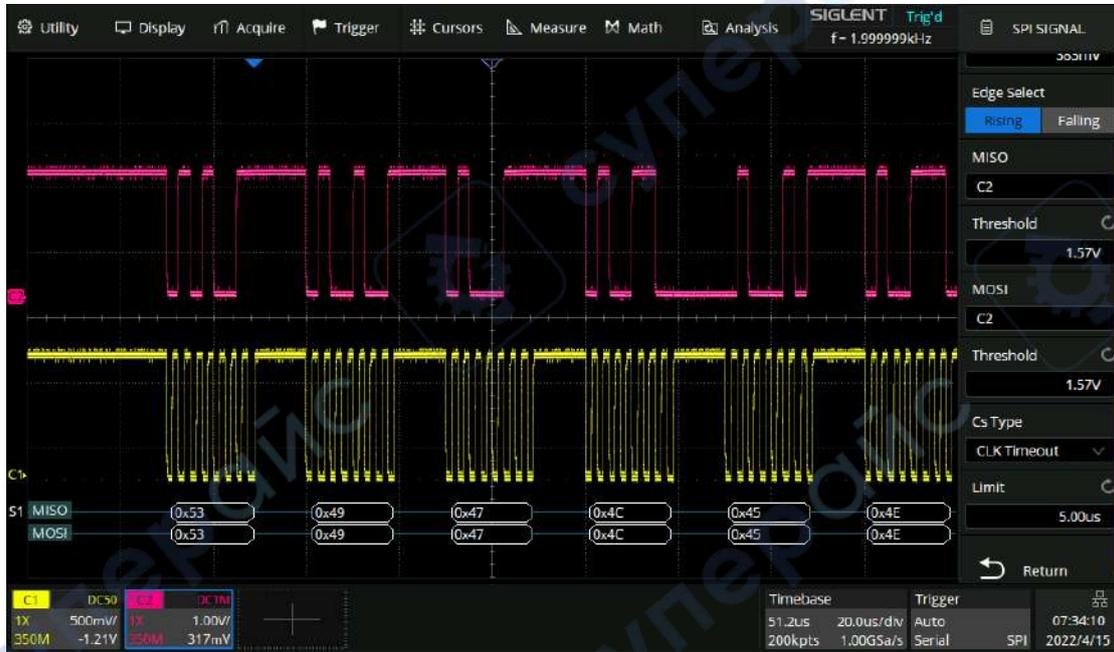 Utility Display Acquire Trigger Cursors Measure Math Analysis
SIGLENT Trig'd
f = 1.999999kHz
SPI SIGNAL
383mV
Edge Select
Rising Falling
MISO
C2
Threshold
1.57V
MOSI
C2
Threshold
1.57V
Cs Type
CLK Timeout
Limit
5.00us
Return
C2
C1
S1 MISO 0x53 0x49 0x47 0x4C 0x45 0x4E
MOSI 0x53 0x49 0x47 0x4C 0x45 0x4E
C1 DC50
1X 500mV/
350M -1.21V
C2 DC1M
1X 1.00V/
350M 317mV
Timebase
51.2us 20.0us/div
200kpts 1.00GSa/s
Trigger
Auto
Serial SPI
07:34:10
2022/4/15
суперайс